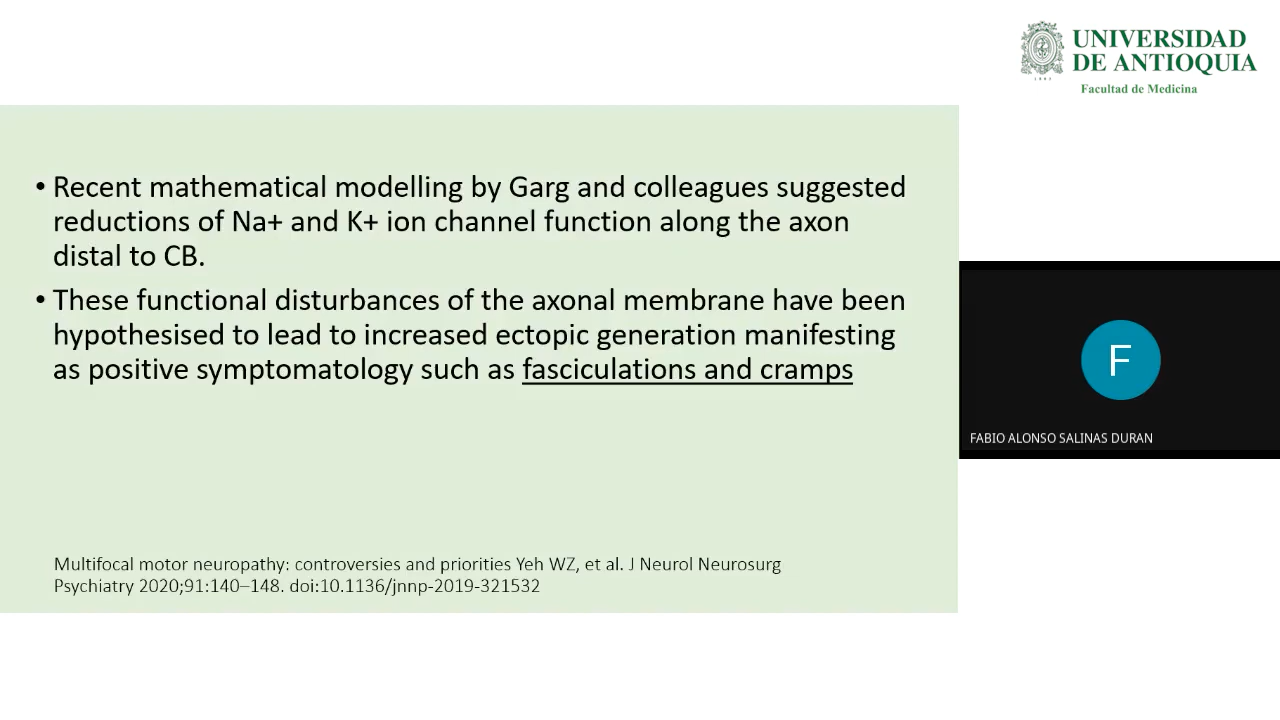 UNIVERSIDAD
DE ANTIOQUIA
1803
Facultad de Medicina
• Recent mathematical modelling by Garg and colleagues suggested
reductions of Na+ and K+ ion channel function along the axon
distal to CB.
• These functional disturbances of the axonal membrane have been
hypothesised to lead to increased ectopic generation manifesting
as positive symptomatology such as fasciculations and cramps
F
FABIO ALONSO SALINAS DURAN
Multifocal motor neuropathy: controversies and priorities Yeh WZ, et al. J Neurol Neurosurg
Psychiatry 2020;91:140–148. doi:10.1136/jnnp-2019-321532